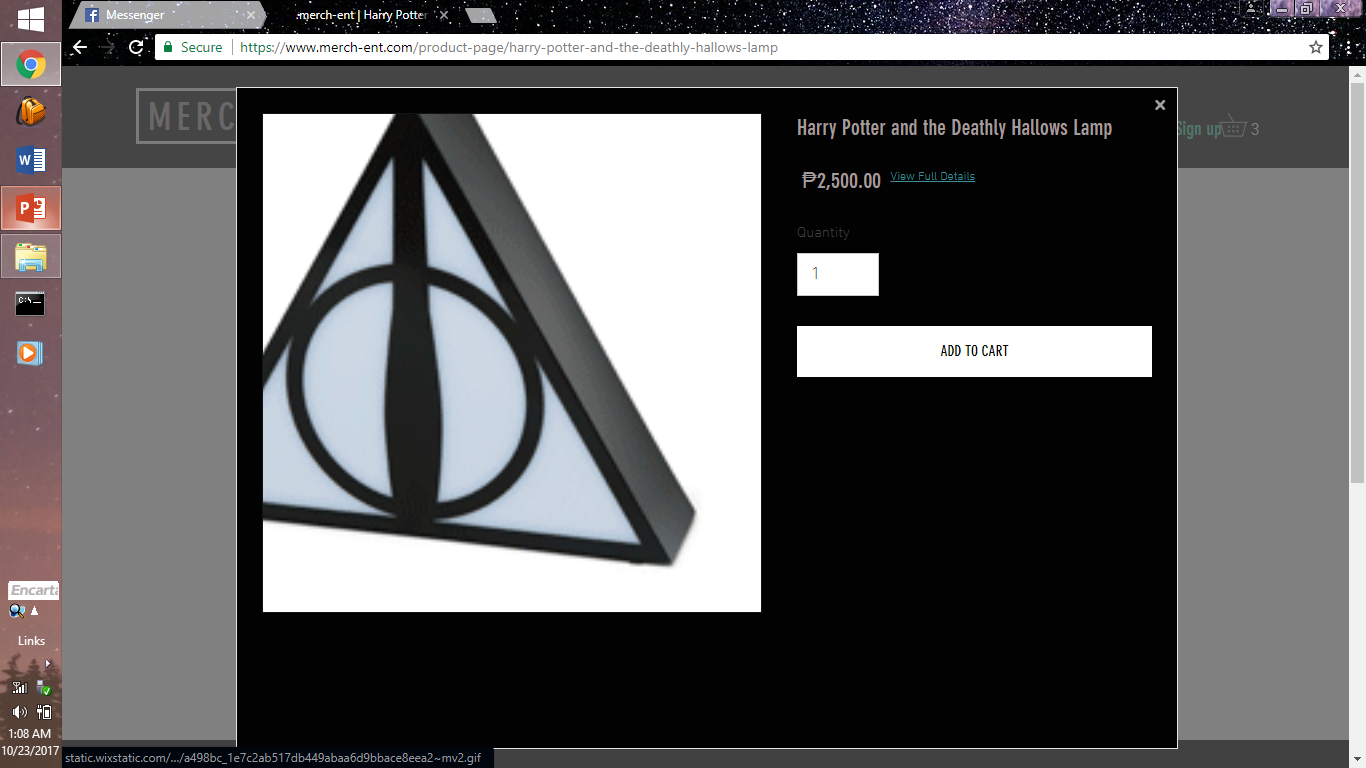 Messenger
merch-ent | Harry Potter
Secure
https://www.merch-ent.com/product-page/harry-potter-and-the-deathly-hallows-lamp
MERC
Sign up
3
Harry Potter and the Deathly Hallows Lamp
₱2,500.00 View Full Details
Quantity
1
ADD TO CART
W
P
C:\
Encarta
Links
1:08 AM
10/23/2017
static.wixstatic.com/.../a498bc_1e7c2ab517db449abaa6d9bbace8eea2~mv2.gif